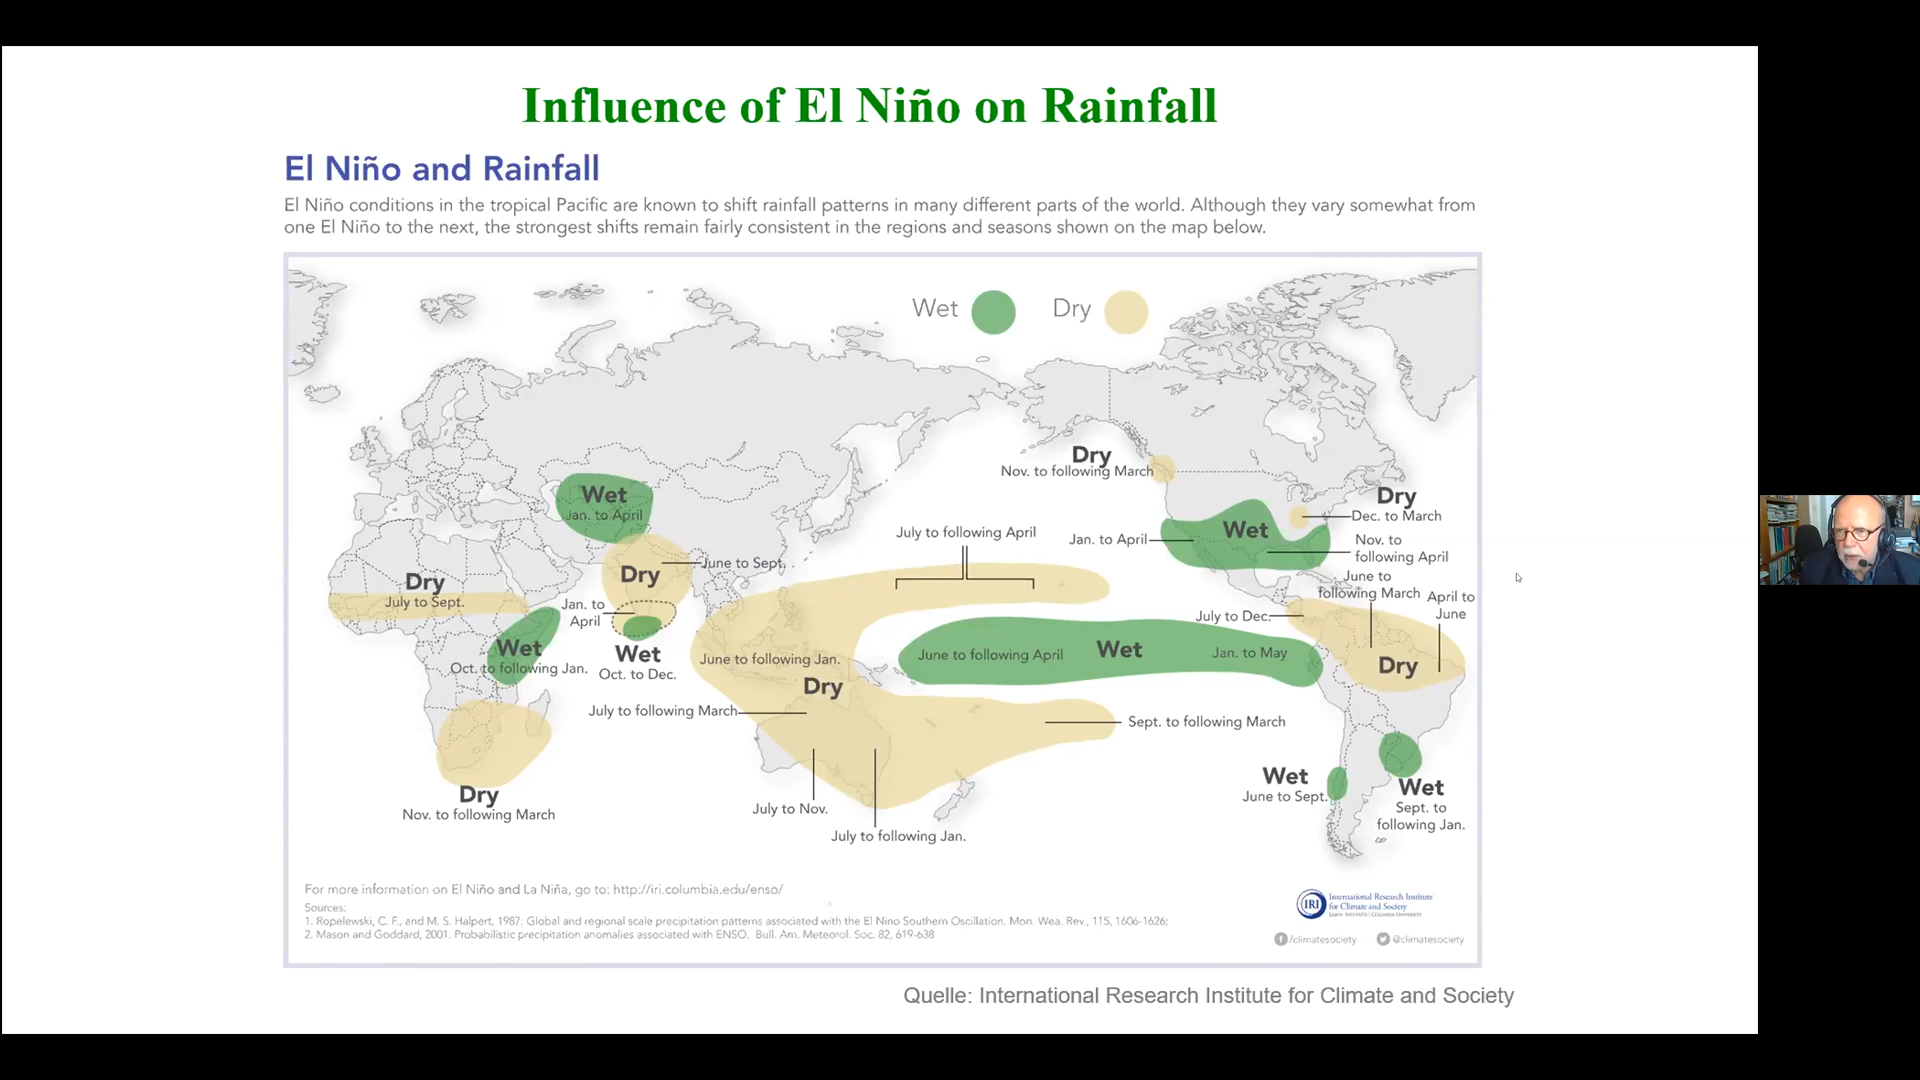 Influence of El Niño on Rainfall
El Niño and Rainfall
El Niño conditions in the tropical Pacific are known to shift rainfall patterns in many different parts of the world. Although they vary somewhat from
one El Niño to the next, the strongest shifts remain fairly consistent in the regions and seasons shown on the map below.
Wet
Dry
Dry
Nov. to following March
Wet
Jan. to April
Dry
Dec. to March
July to following April
Jan. to April
Wet
Nov. to
following April
Dry
June to Sept.
Dry
July to Sept.
Jan. to
April
June to
following March
April to
June
July to Dec.
Wet
Oct. to following Jan.
Wet
Oct. to Dec.
June to following Jan.
Dry
June to following April
Wet
Jan. to May
Dry
July to following March
Sept. to following March
Wet
June to Sept.
Wet
Sept. to
following Jan.
Dry
Nov. to following March
July to Nov.
July to following Jan.
For more information on El Niño and La Niña, go to: http://iri.columbia.edu/enso/
Sources:
1. Ropelewski, C. F., and M. S. Halpert, 1987: Global and regional scale precipitation patterns associated with the El Nino Southern Oscillation. Mon. Wea. Rev., 115, 1606-1626;
2. Mason and Goddard, 2001. Probabilistic precipitation anomalies associated with ENSO. Bull. Am. Meteorol. Soc. 82, 619-638
IRI
International Research Institute
for Climate and Society
Earth Institute | Columbia University
/climatesociety
@climatesociety
Quelle: International Research Institute for Climate and Society